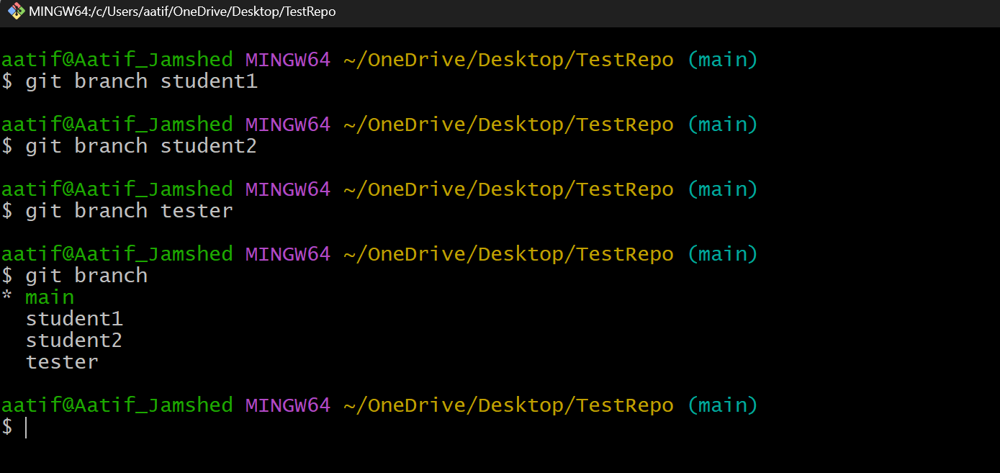 MINGW64:/c/Users/aatif/OneDrive/Desktop/TestRepo
aatif@Aatif_Jamshed MINGW64 ~/OneDrive/Desktop/TestRepo (main)
$ git branch student1
aatif@Aatif_Jamshed MINGW64 ~/OneDrive/Desktop/TestRepo (main)
$ git branch student2
aatif@Aatif_Jamshed MINGW64 ~/OneDrive/Desktop/TestRepo (main)
$ git branch tester
aatif@Aatif_Jamshed MINGW64 ~/OneDrive/Desktop/TestRepo (main)
$ git branch
* main
  student1
  student2
  tester
aatif@Aatif_Jamshed MINGW64 ~/OneDrive/Desktop/TestRepo (main)
$